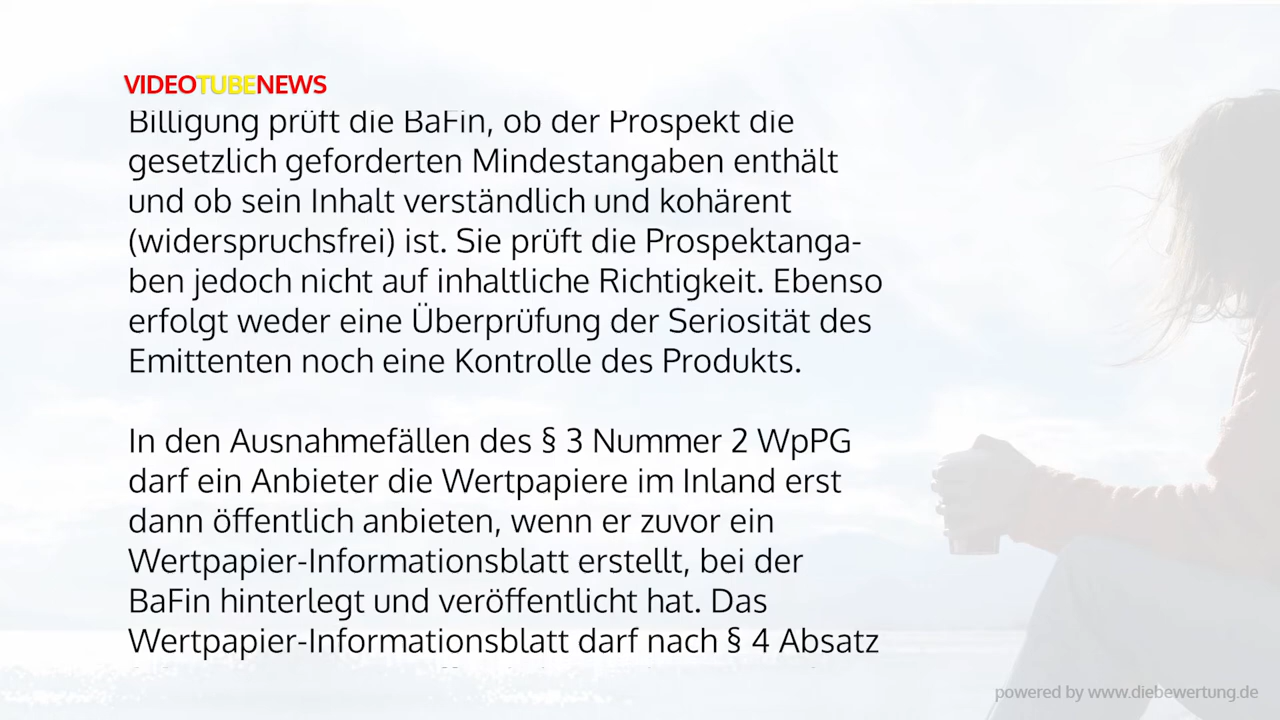 VIDEOTUBENEWS
Billigung prüft die BaFin, ob der Prospekt die
gesetzlich geforderten Mindestangaben enthält
und ob sein Inhalt verständlich und kohärent
(widerspruchsfrei) ist. Sie prüft die Prospektanga-
ben jedoch nicht auf inhaltliche Richtigkeit. Ebenso
erfolgt weder eine Überprüfung der Seriosität des
Emittenten noch eine Kontrolle des Produkts.
In den Ausnahmefällen des § 3 Nummer 2 WpPG
darf ein Anbieter die Wertpapiere im Inland erst
dann öffentlich anbieten, wenn er zuvor ein
Wertpapier-Informationsblatt erstellt, bei der
BaFin hinterlegt und veröffentlicht hat. Das
Wertpapier-Informationsblatt darf nach § 4 Absatz
powered by www.diebewertung.de